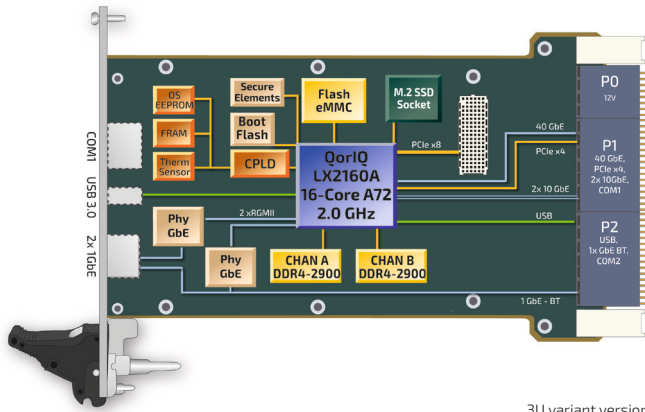 OS
EEPROM
FRAM
Therm
Sensor
Secure
Elements
Boot
Flash
CPLD
Flash
eMMC
M.2 SSD
Socket
QorIQ
LX2160A
16-Core A72
2.0 GHz
PCIe x8
40 GbE
PCIe x4
2x 10 GbE
USB
1 GbE - BT
P0
12V
P1
40 GbE,
PCIe x4,
2x 10GbE,
COM1
P2
USB,
1x GbE BT,
COM2
COM1
USB 3.0
2x 1GbE
Phy
GbE
2 xRGMII
Phy
GbE
CHAN A
DDR4-2900
CHAN B
DDR4-2900
3U variant version